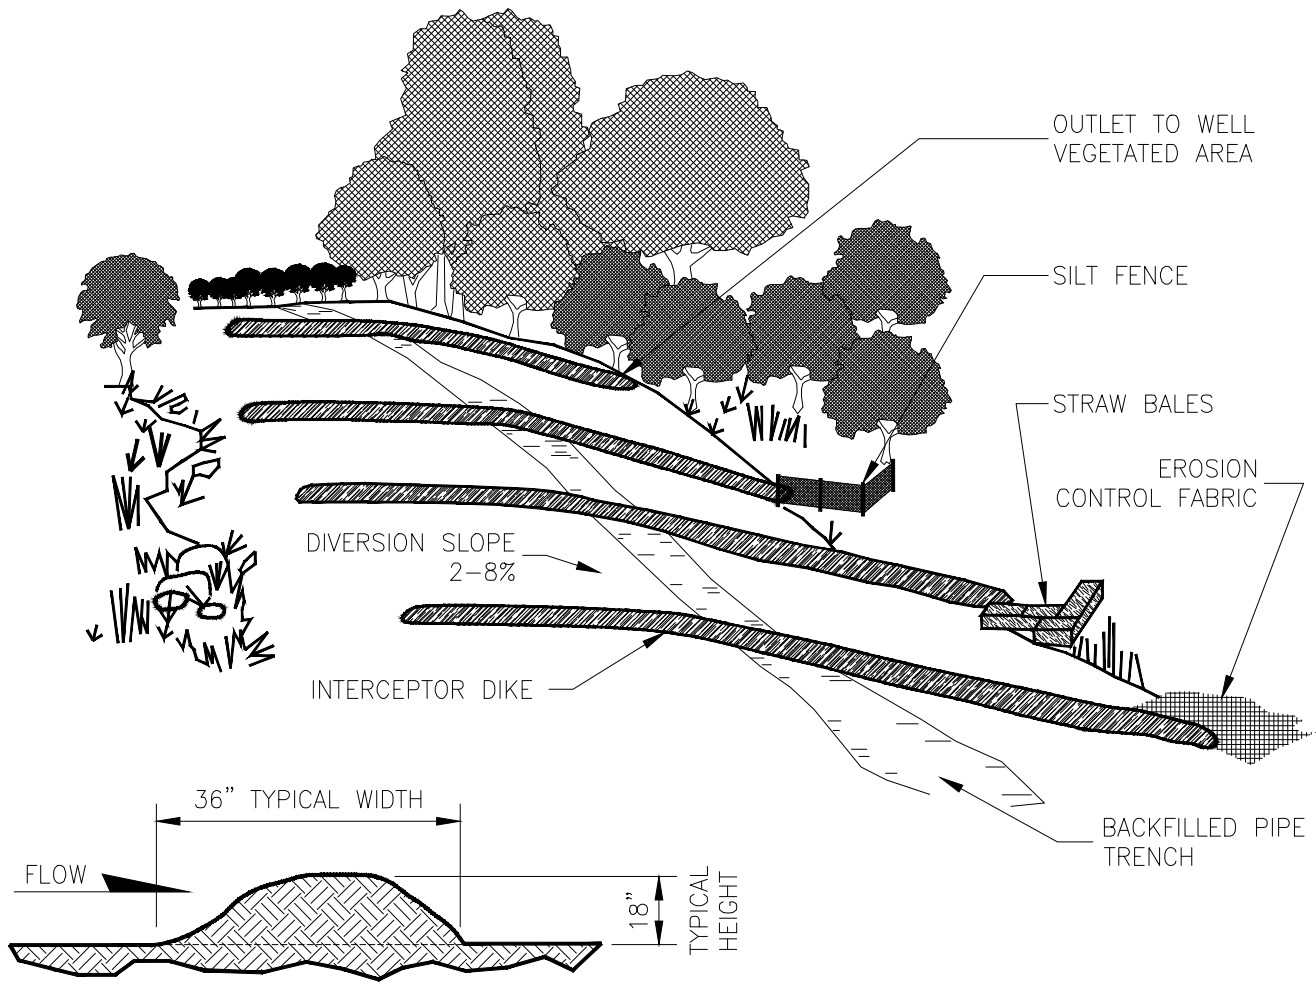 OUTLET TO WELL
VEGETATED AREA
SILT FENCE
STRAW BALES
EROSION
CONTROL FABRIC
DIVERSION SLOPE
2-8%
INTERCEPTOR DIKE
BACKFILLED PIPE
TRENCH
36" TYPICAL WIDTH
FLOW
18"
TYPICAL
HEIGHT